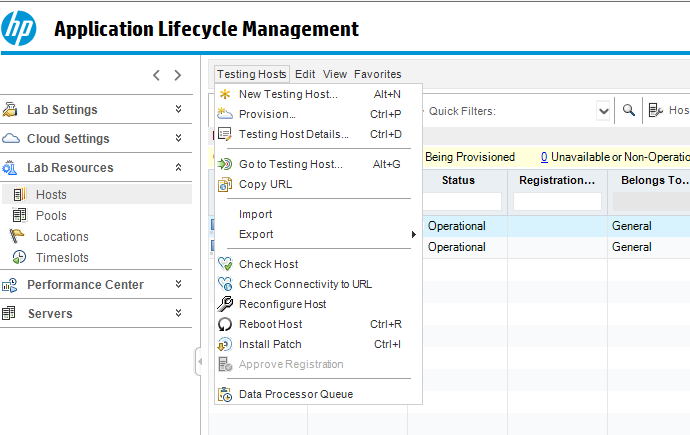 hp Application Lifecycle Management
Testing Hosts Edit View Favorites
New Testing Host... Alt+N
Provision... Ctrl+P
Testing Host Details... Ctrl+D
Go to Testing Host... Alt+G
Copy URL
Import
Export
Check Host
Check Connectivity to URL
Reconfigure Host
Reboot Host Ctrl+R
Install Patch Ctrl+I
Approve Registration
Data Processor Queue
Lab Settings
Cloud Settings
Lab Resources
Hosts
Pools
Locations
Timeslots
Performance Center
Servers
Quick Filters: Hos
Being Provisioned 0 Unavailable or Non-Operatio
Status Registration... Belongs To...
Operational General
Operational General